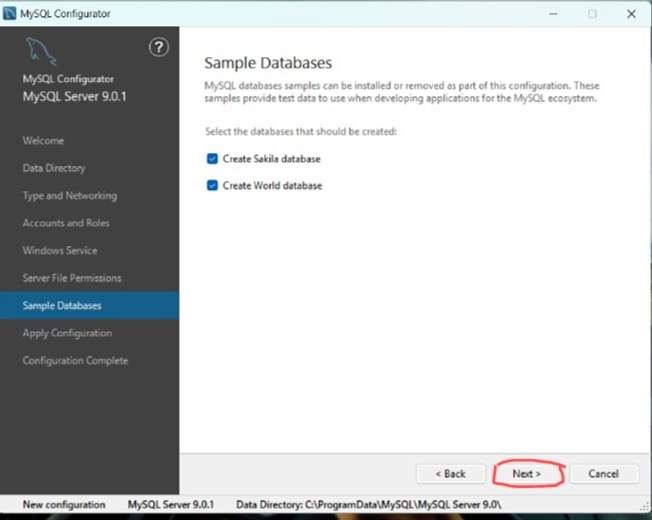 MySQL Configurator
?
MySQL Configurator
MySQL Server 9.0.1
Welcome
Data Directory
Type and Networking
Accounts and Roles
Windows Service
Server File Permissions
Sample Databases
Apply Configuration
Configuration Complete
Sample Databases
MySQL databases samples can be installed or removed as part of this configuration. These
samples provide test data to use when developing applications for the MySQL ecosystem.
Select the databases that should be created:
Create Sakila database
Create World database
< Back
Next >
Cancel
New configuration MySQL Server 9.0.1 Data Directory: C:\ProgramData\MySQL\MySQL Server 9.0\